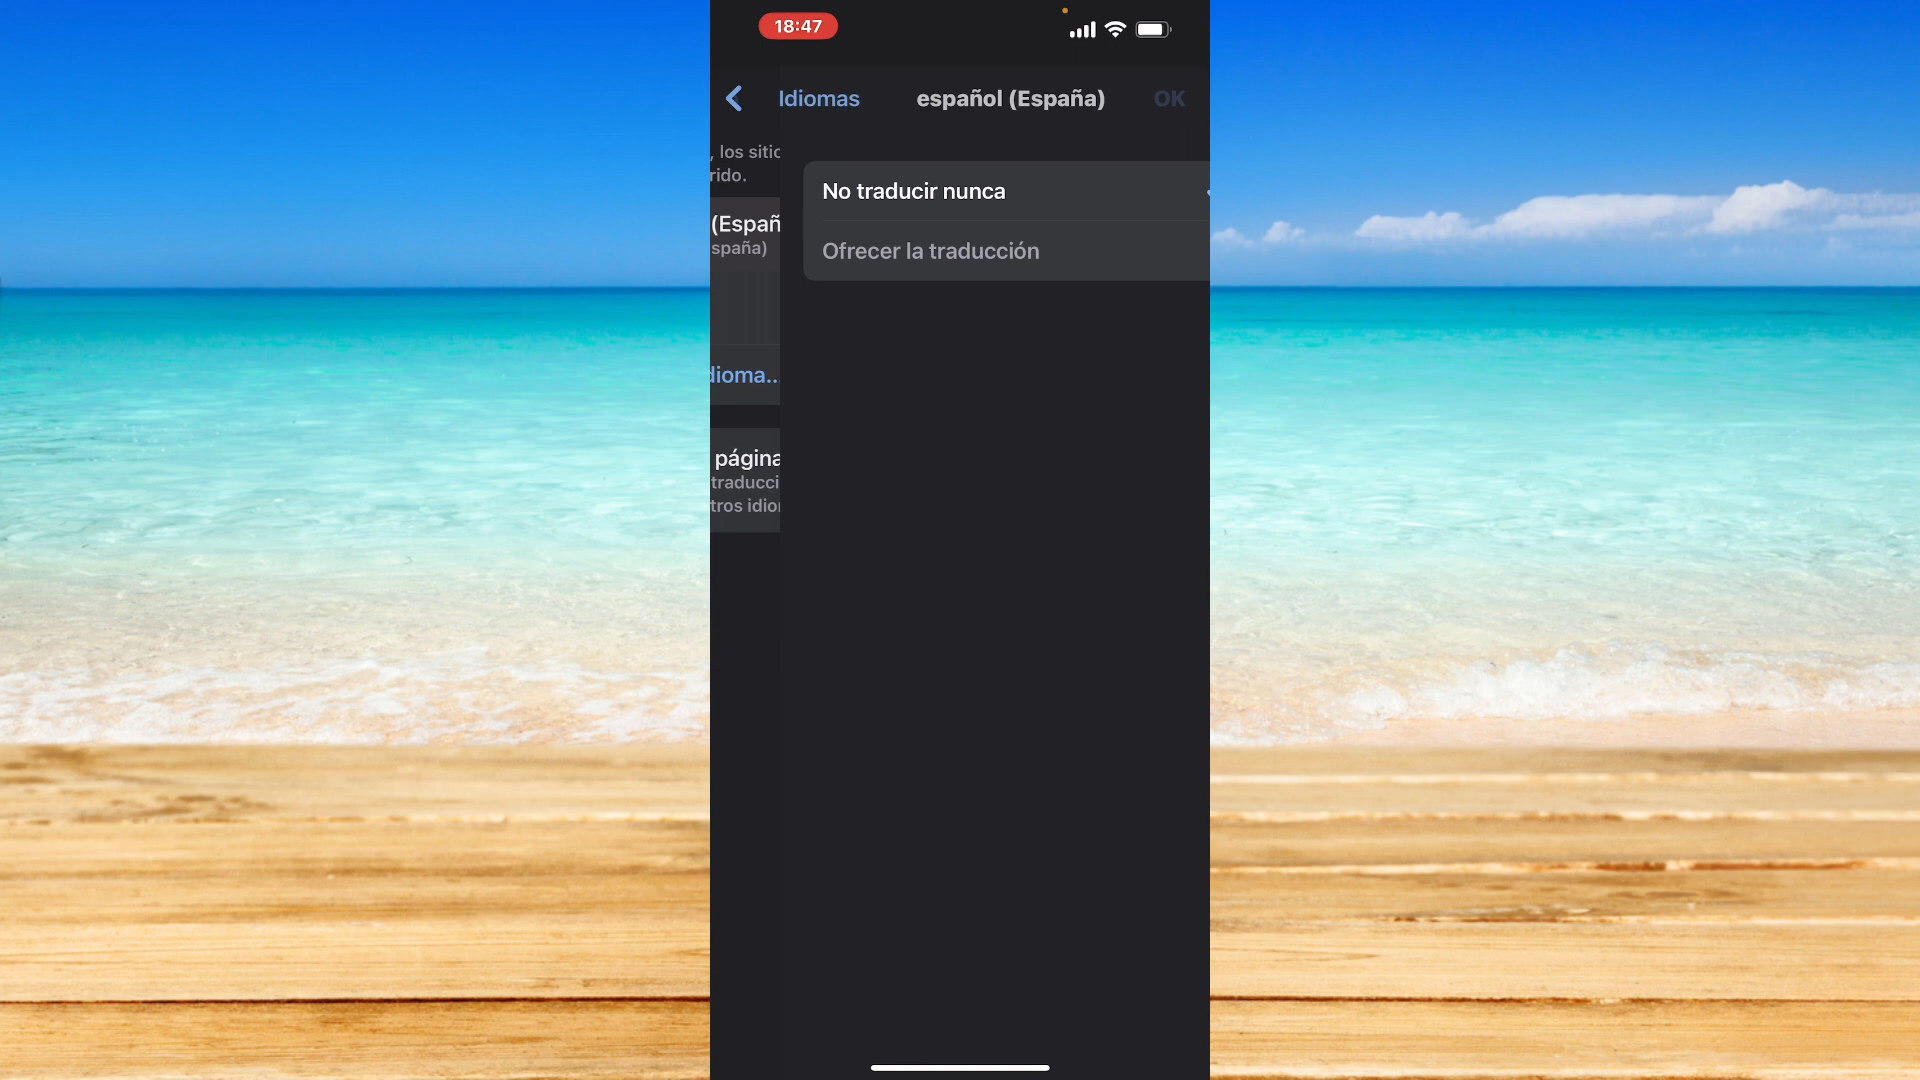 18:47
Idiomas
español (España)
OK
, los sitic
rido.
(Españ
spaña)
dioma...
página
traducci
tros idio
No traducir nunca
Ofrecer la traducción